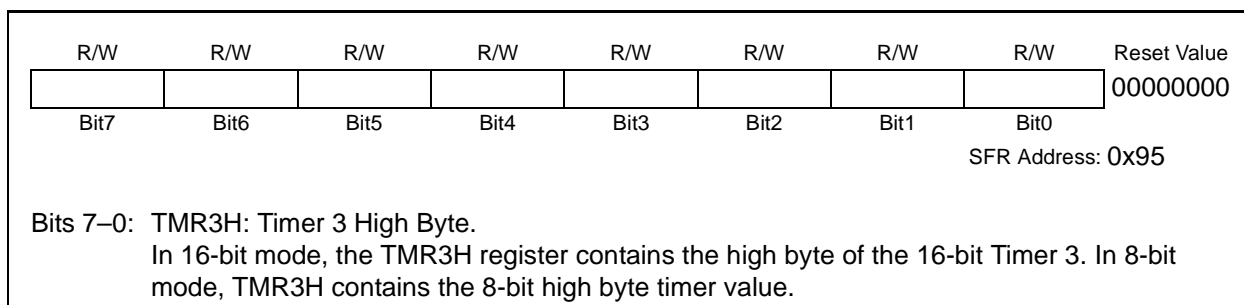 R/W R/W R/W R/W R/W R/W R/W R/W Reset Value
00000000
Bit7 Bit6 Bit5 Bit4 Bit3 Bit2 Bit1 Bit0
SFR Address: 0x95
Bits 7–0: TMR3H: Timer 3 High Byte.
In 16-bit mode, the TMR3H register contains the high byte of the 16-bit Timer 3. In 8-bit
mode, TMR3H contains the 8-bit high byte timer value.